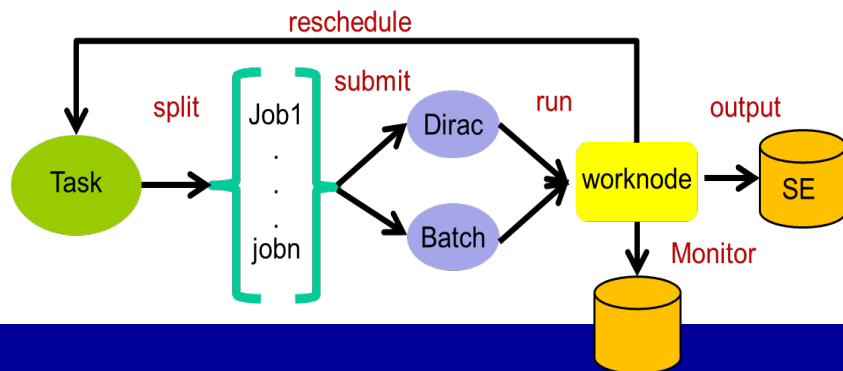 reschedule
split
submit
run
output
Task
Job1
.
.
.
jobn
Dirac
Batch
worknode
SE
Monitor